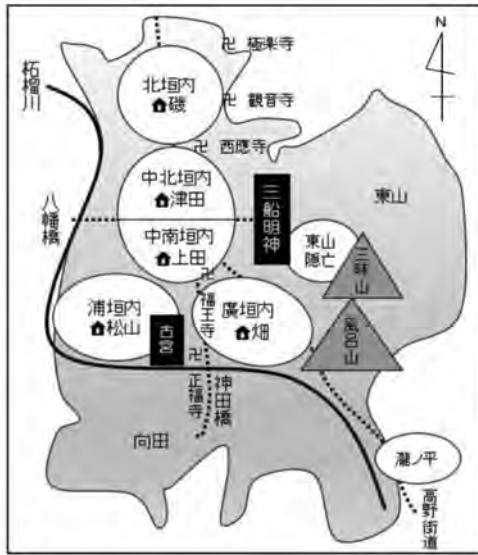 N
卍 極楽寺
柘榴川
北垣内
磯
卍 観音寺
卍 西應寺
中北垣内
津田
三船明神
東山
八幡橋
中南垣内
上田
東山
隠亡
三昧山
卍
福王寺
浦垣内
松山
古宮
廣垣内
畑
風呂山
卍
正福寺
神田橋
向田
瀧ノ平
高野街道